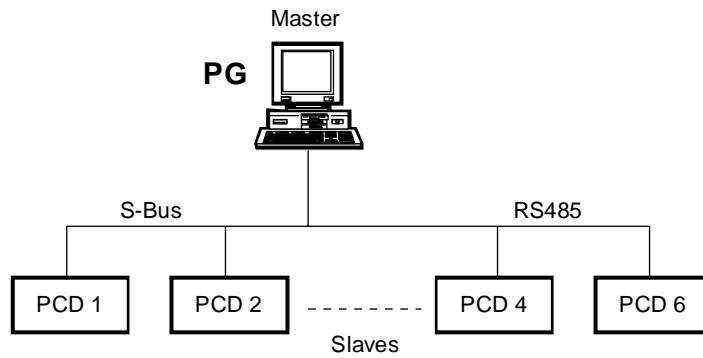 Master
PG
S-Bus
RS485
PCD 1
PCD 2
PCD 4
PCD 6
Slaves